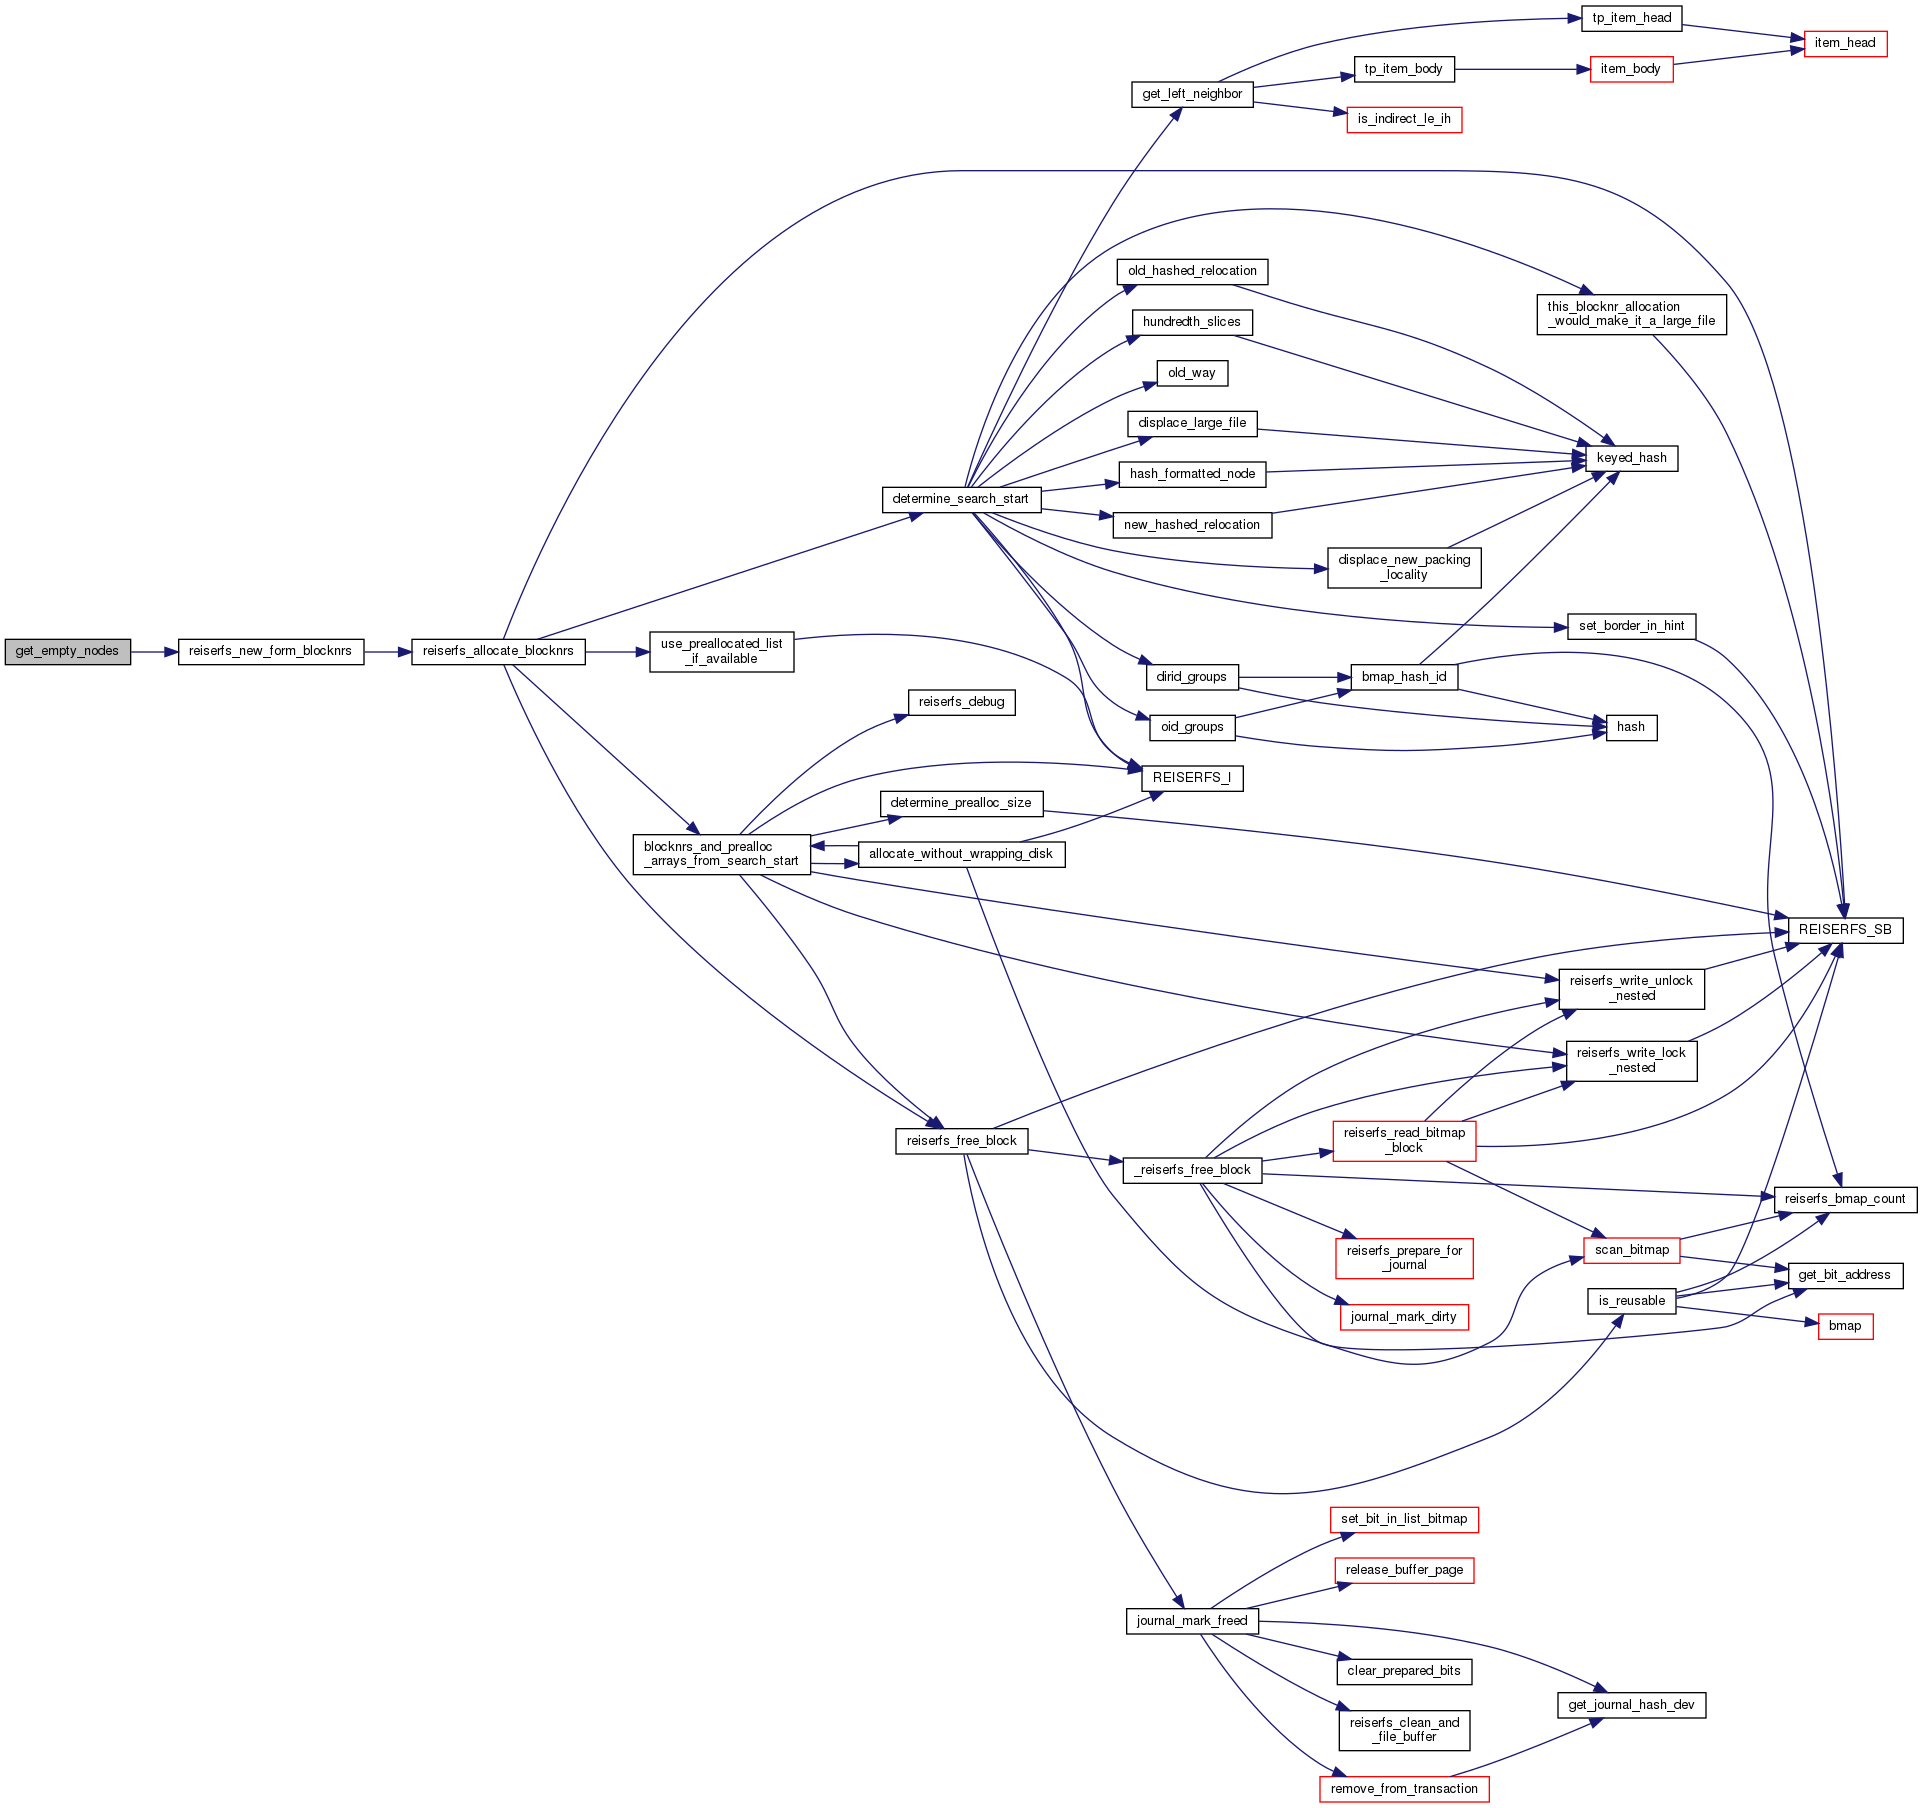 tp_item_head
item_head
tp_item_body
item_body
get_left_neighbor
is_indirect_le_ih
old_hashed_relocation
this_blocknr_allocation
_would_make_it_a_large_file
hundredth_slices
old_way
displace_large_file
keyed_hash
hash_formatted_node
determine_search_start
new_hashed_relocation
displace_new_packing
_locality
set_border_in_hint
get_empty_nodes
reiserfs_new_form_blocknrs
reiserfs_allocate_blocknrs
use_preallocated_list
_if_available
dirid_groups
bmap_hash_id
reiserfs_debug
oid_groups
hash
REISERFS_I
determine_prealloc_size
blocknrs_and_prealloc
_arrays_from_search_start
allocate_without_wrapping_disk
REISERFS_SB
reiserfs_write_unlock
_nested
reiserfs_write_lock
_nested
reiserfs_free_block
reiserfs_read_bitmap
_block
_reiserfs_free_block
reiserfs_bmap_count
reiserfs_prepare_for
_journal
scan_bitmap
get_bit_address
is_reusable
journal_mark_dirty
bmap
set_bit_in_list_bitmap
release_buffer_page
journal_mark_freed
clear_prepared_bits
get_journal_hash_dev
reiserfs_clean_and
_file_buffer
remove_from_transaction